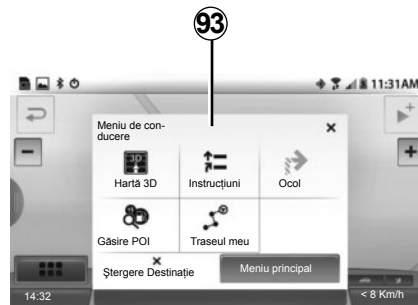 93
11:31AM
Meniu de con-
ducere
3D
Hartă 3D
Instrucțiuni
Ocol
Găsire POI
Traseul meu
Ștergere Destinație
Meniu principal
14:32
< 8 Km/h